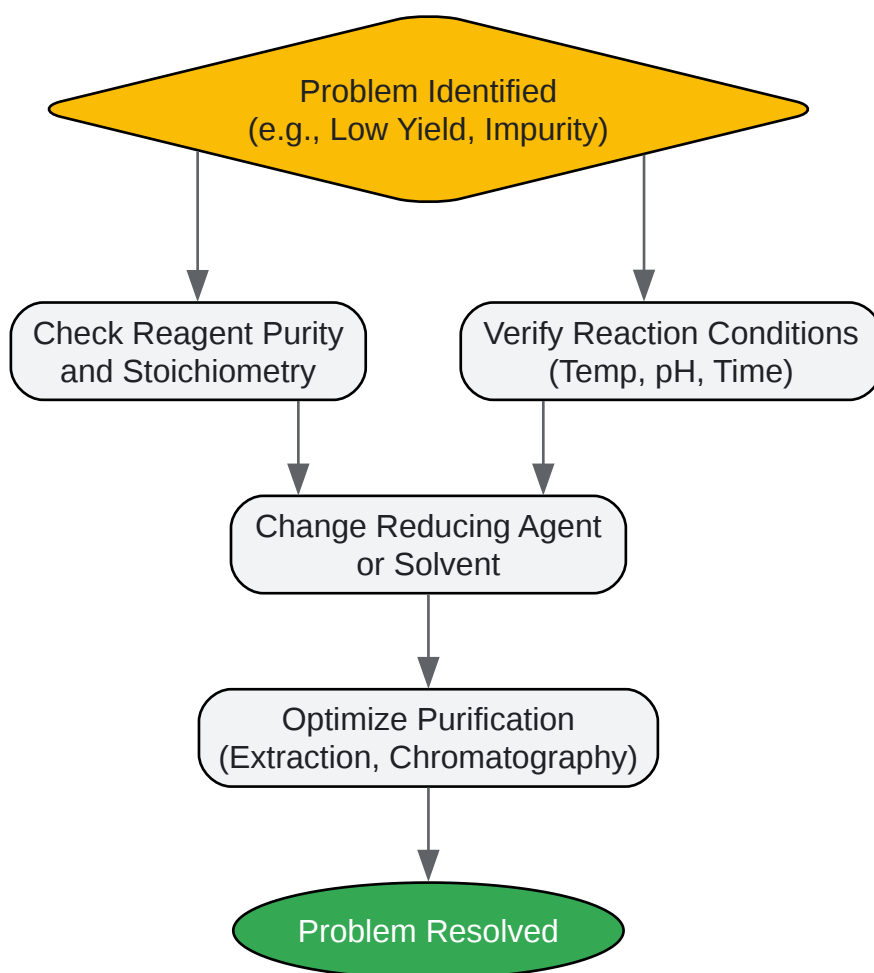 Problem Identified
(e.g., Low Yield, Impurity)
Check Reagent Purity
and Stoichiometry
Verify Reaction Conditions
(Temp, pH, Time)
Change Reducing Agent
or Solvent
Optimize Purification
(Extraction, Chromatography)
Problem Resolved